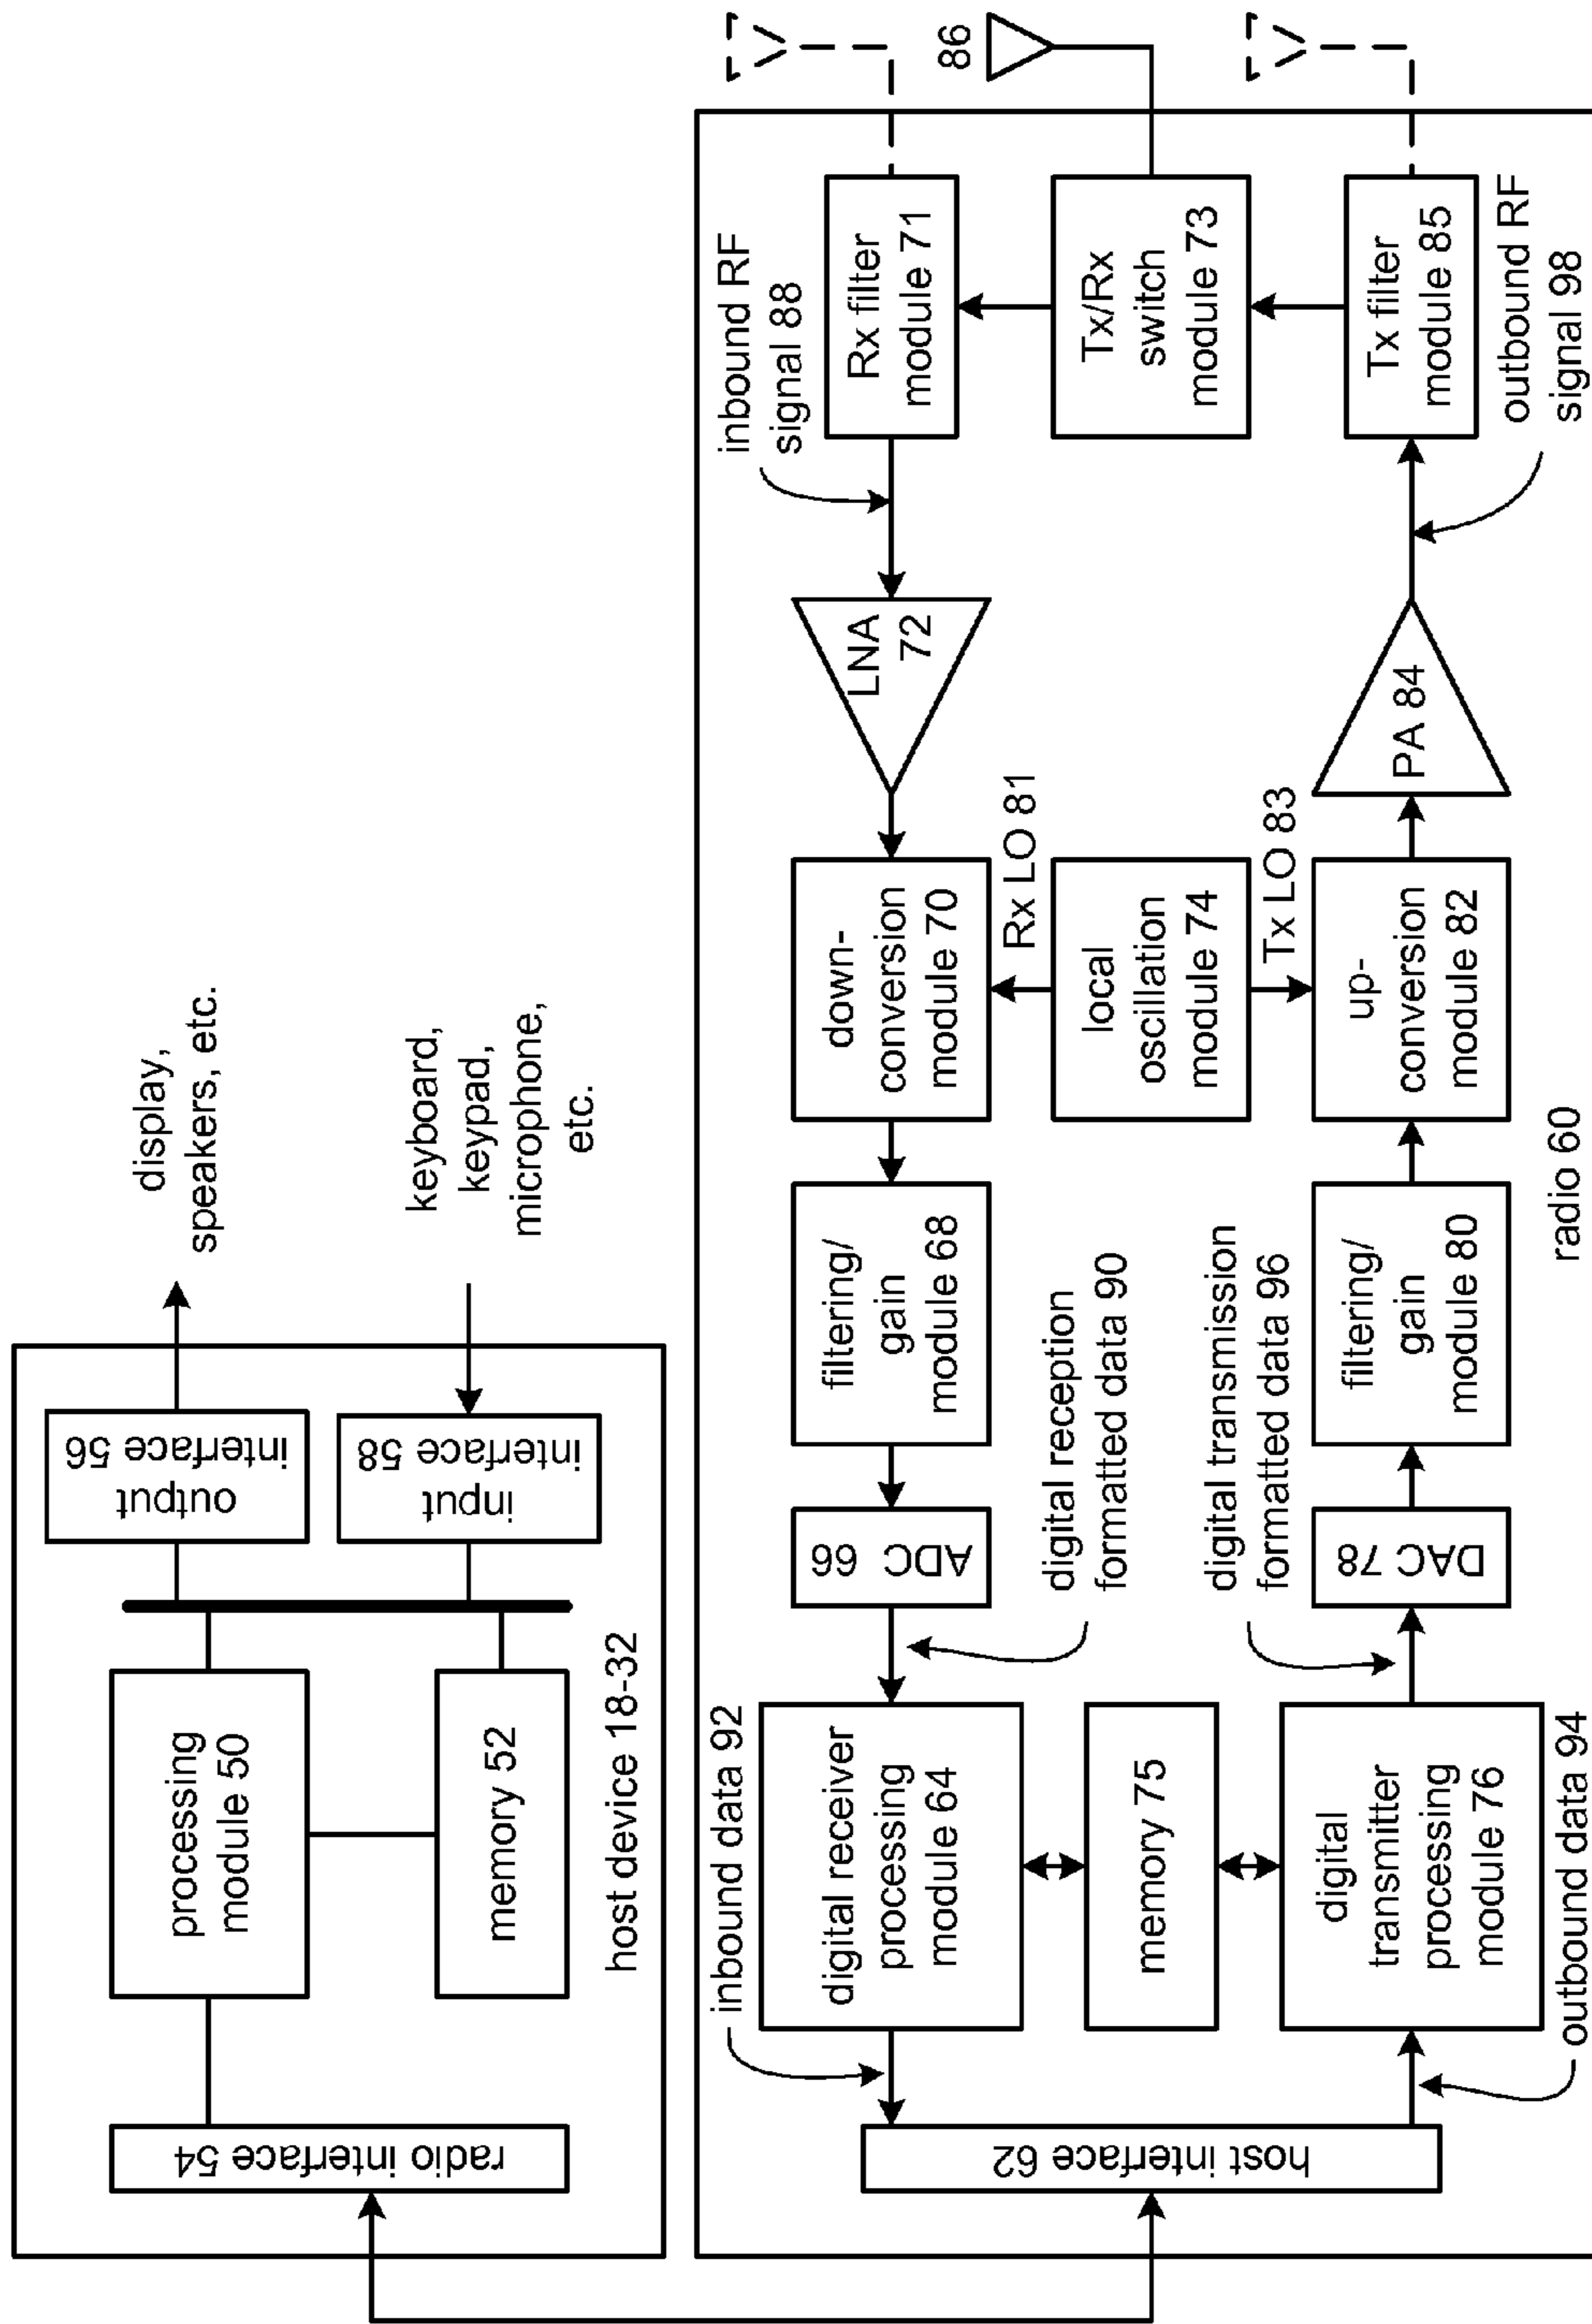 display,
speakers, etc.
keyboard,
keypad,
microphone,
etc.
output
interface 56
input
interface 58
processing
module 50
memory 52
radio interface 54
host device 18-32
86
inbound RF
signal 88
Rx filter
module 71
Tx/Rx
switch
module 73
Tx filter
module 85
outbound RF
signal 98
LNA
72
PA 84
down-
conversion
module 70
Rx LO 81
local
oscillation
module 74
Tx LO 83
up-
conversion
module 82
filtering/
gain
module 68
filtering/
gain
module 80
radio 60
ADC 66
digital reception
formatted data 90
digital transmission
formatted data 96
DAC 78
inbound data 92
digital receiver
processing
module 64
memory 75
digital
transmitter
processing
module 76
outbound data 94
host interface 62